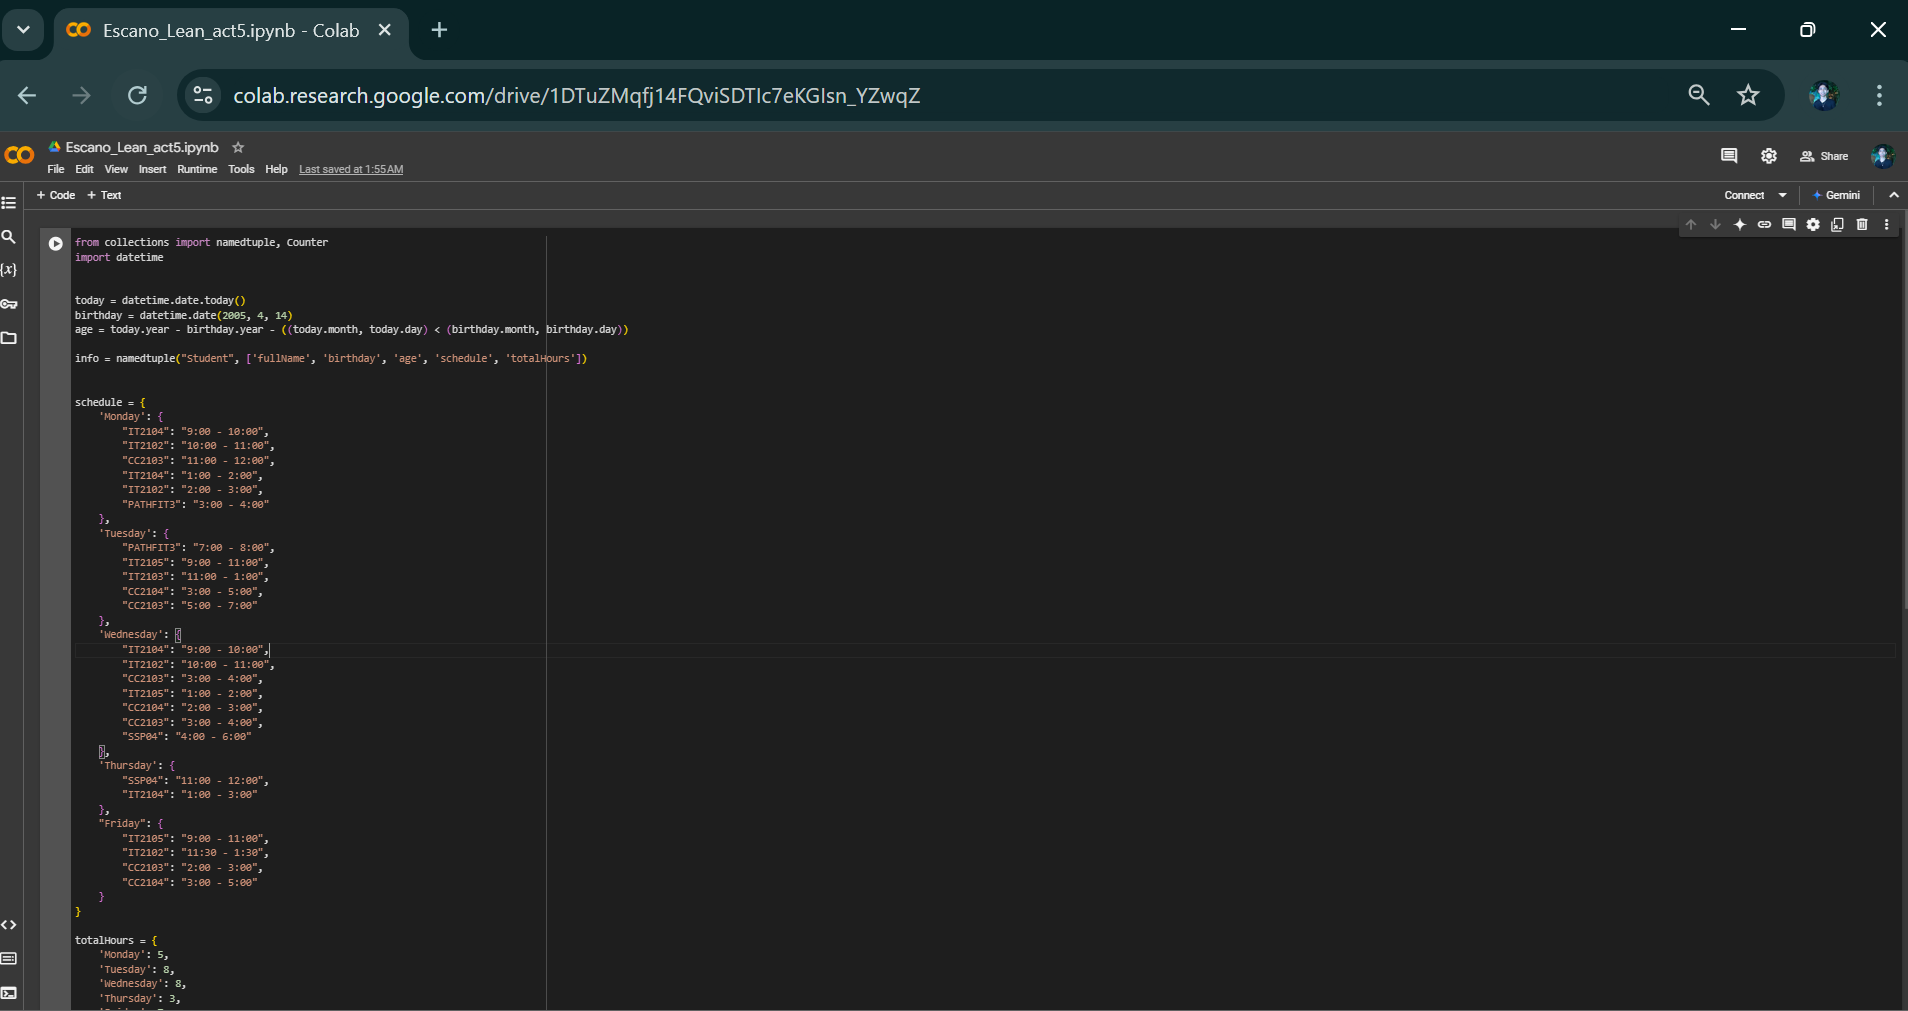 Escano_Lean_act5.ipynb - Colab
colab.research.google.com/drive/1DTuZMqfj14FQviSDTIc7eKGIsn_YZwqZ
Escano_Lean_act5.ipynb
File Edit View Insert Runtime Tools Help Last saved at 1:55 AM
Share
+ Code + Text
Connect
Gemini
from collections import namedtuple, Counter
import datetime
today = datetime.date.today()
birthday = datetime.date(2005, 4, 14)
age = today.year - birthday.year - ((today.month, today.day) < (birthday.month, birthday.day))
info = namedtuple("Student", ['fullName', 'birthday', 'age', 'schedule', 'totalHours'])
schedule = {
'Monday': {
"IT2104": "9:00 - 10:00",
"IT2102": "10:00 - 11:00",
"CC2103": "11:00 - 12:00",
"IT2104": "1:00 - 2:00",
"IT2102": "2:00 - 3:00",
"PATHFIT3": "3:00 - 4:00"
},
'Tuesday': {
"PATHFIT3": "7:00 - 8:00",
"IT2105": "9:00 - 11:00",
"IT2103": "11:00 - 1:00",
"CC2104": "3:00 - 5:00",
"CC2103": "5:00 - 7:00"
},
'Wednesday': {
"IT2104": "9:00 - 10:00",
"IT2102": "10:00 - 11:00",
"CC2103": "3:00 - 4:00",
"IT2105": "1:00 - 2:00",
"CC2104": "2:00 - 3:00",
"CC2103": "3:00 - 4:00",
"SSP04": "4:00 - 6:00"
},
'Thursday': {
"SSP04": "11:00 - 12:00",
"IT2104": "1:00 - 3:00"
},
"Friday": {
"IT2105": "9:00 - 11:00",
"IT2102": "11:30 - 1:30",
"CC2103": "2:00 - 3:00",
"CC2104": "3:00 - 5:00"
}
}
totalHours = {
'Monday': 5,
'Tuesday': 8,
'Wednesday': 8,
'Thursday': 3,